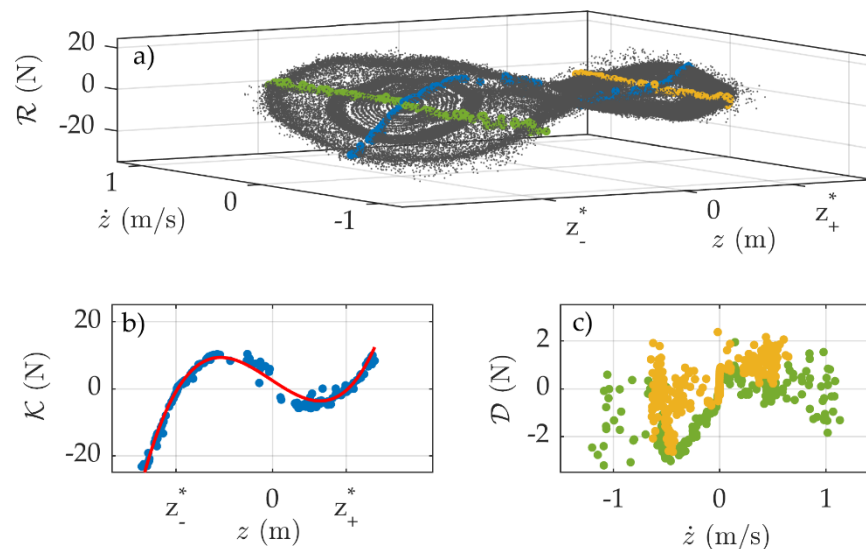 a)
20
0
-20
ℛ (N)
1
0
-1
ż (m/s)
z*₋
0
z*₊
z (m)
b)
20
0
-20
𝒦 (N)
z*₋
0
z*₊
z (m)
c)
2
0
-2
𝒟 (N)
-1
0
1
ż (m/s)